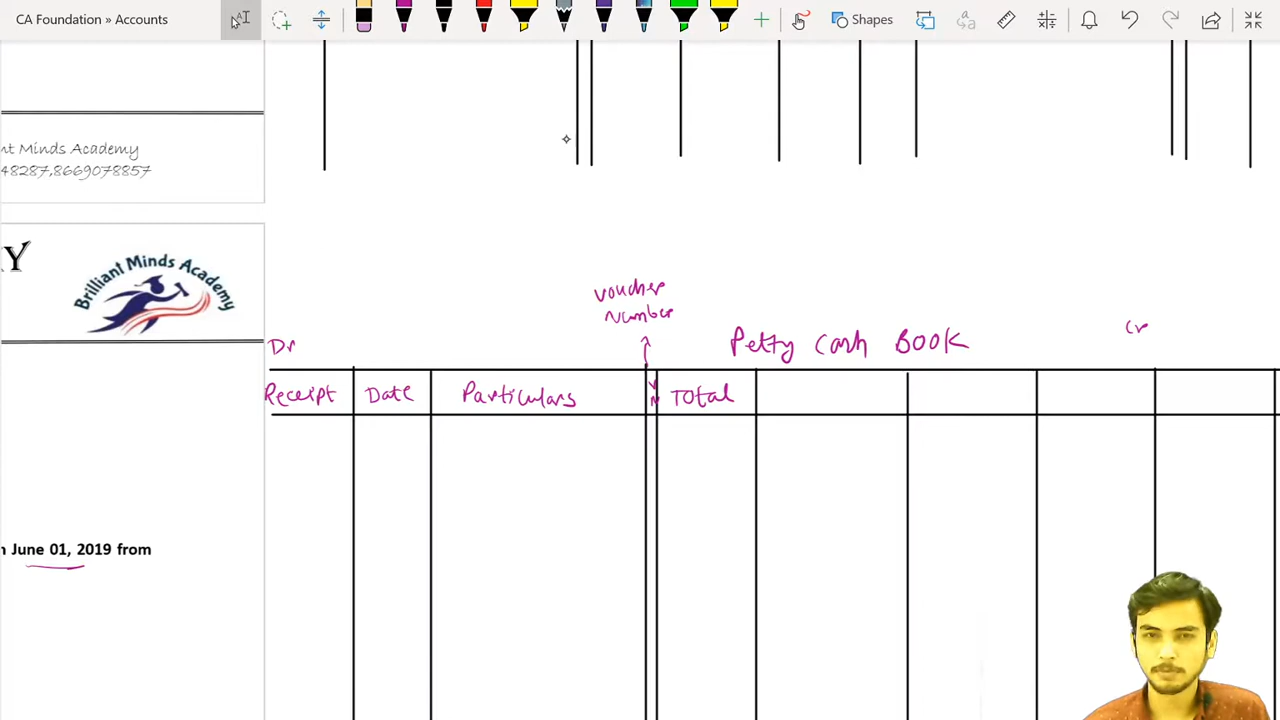 CA Foundation » Accounts
Shapes
nt Minds Academy
48287,8669078857
Y
Brilliant Minds Academy
Voucher
Number
Dr
Petty Cash BOOK
Cr
Receipt
Date
Particulars
V
N
Total
n June 01, 2019 from